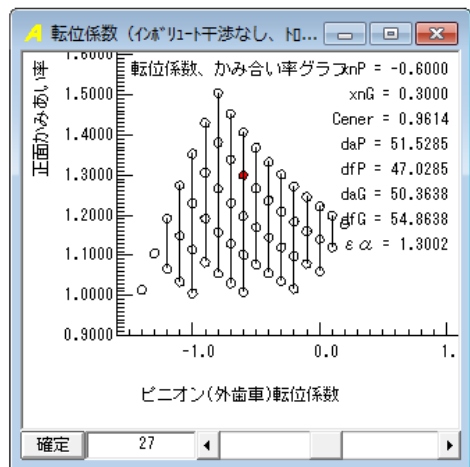 転位係数（インボリュート干渉なし、トロ...
転位係数、かみ合い率グラフ
xnP = -0.6000
xnG = 0.3000
Cener = 0.9614
daP = 51.5285
dfP = 47.0285
daG = 50.3638
dfG = 54.8638
εα = 1.3002
正面かみあい率
1.6000
1.5000
1.4000
1.3000
1.2000
1.1000
1.0000
0.9000
-1.0
0.0
1.
ピニオン(外歯車)転位係数
確定
27